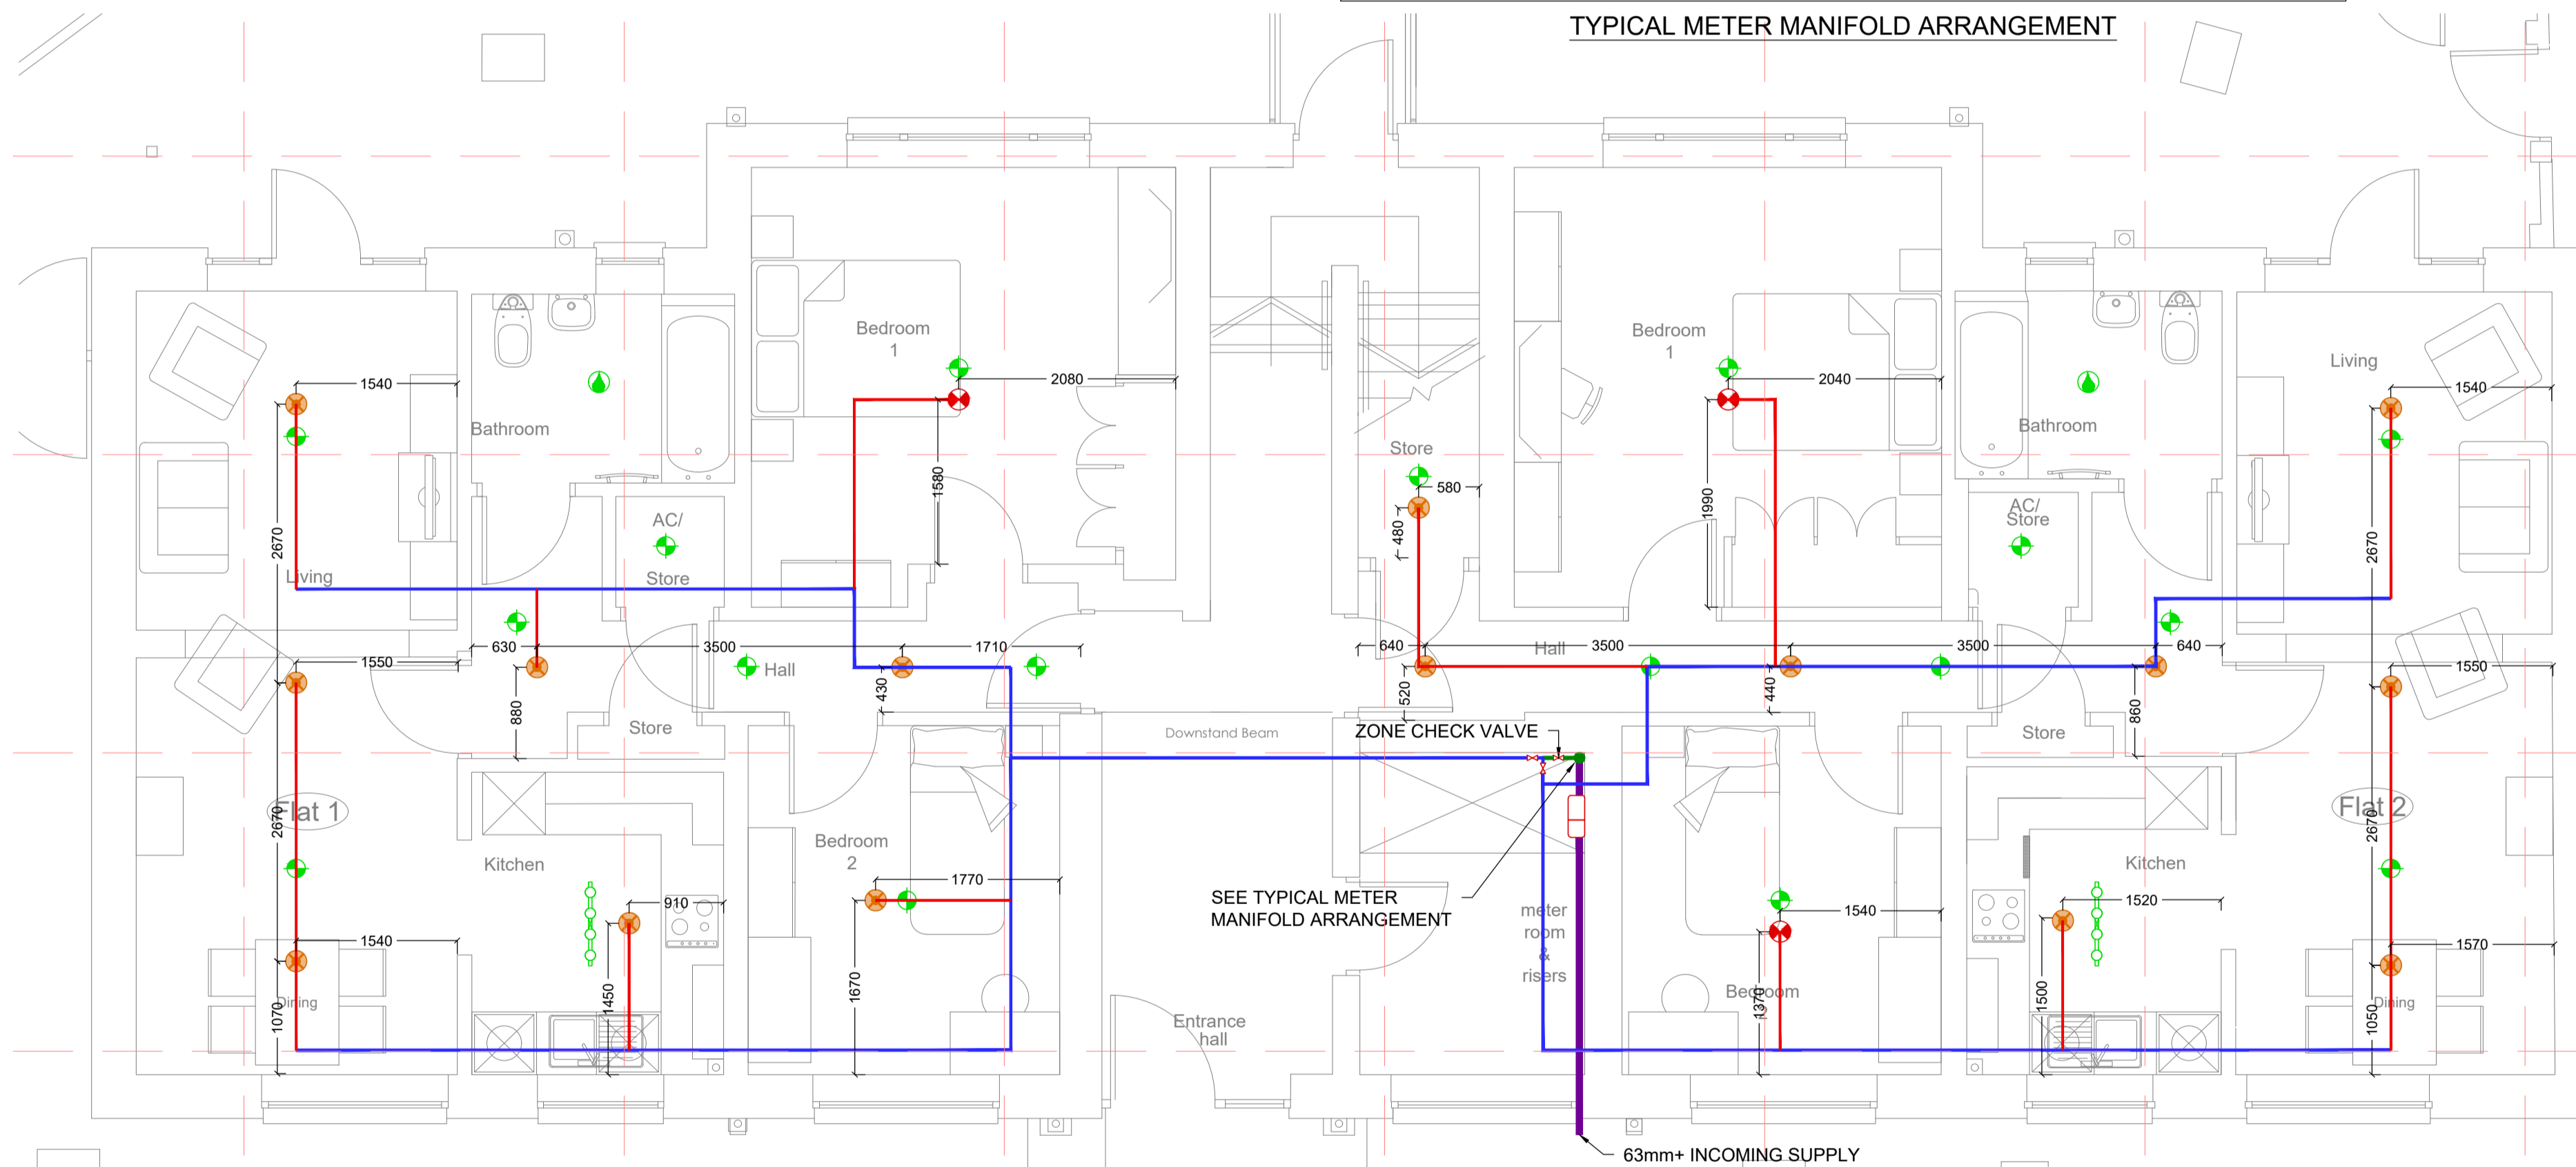 TYPICAL METER MANIFOLD ARRANGEMENT
Bedroom
1
Bedroom
1
Living
1540
2080
2040
1540
Bathroom
Bathroom
Store
580
1580
1990
480
AC/
Store
AC/
Store
2670
2670
Living
630
3500
1710
Hall
640
3500
Hall
3500
640
1550
1550
430
520
440
880
860
Store
Store
Downstand Beam
ZONE CHECK VALVE
Flat 1
2670
Flat 2
2670
Kitchen
Bedroom
2
Kitchen
1770
910
SEE TYPICAL METER
MANIFOLD ARRANGEMENT
meter
room
&
risers
1540
1520
1540
1570
1450
1670
1370
1500
Bedroom
2
Dining
Dining
1070
1050
Entrance
hall
63mm+ INCOMING SUPPLY